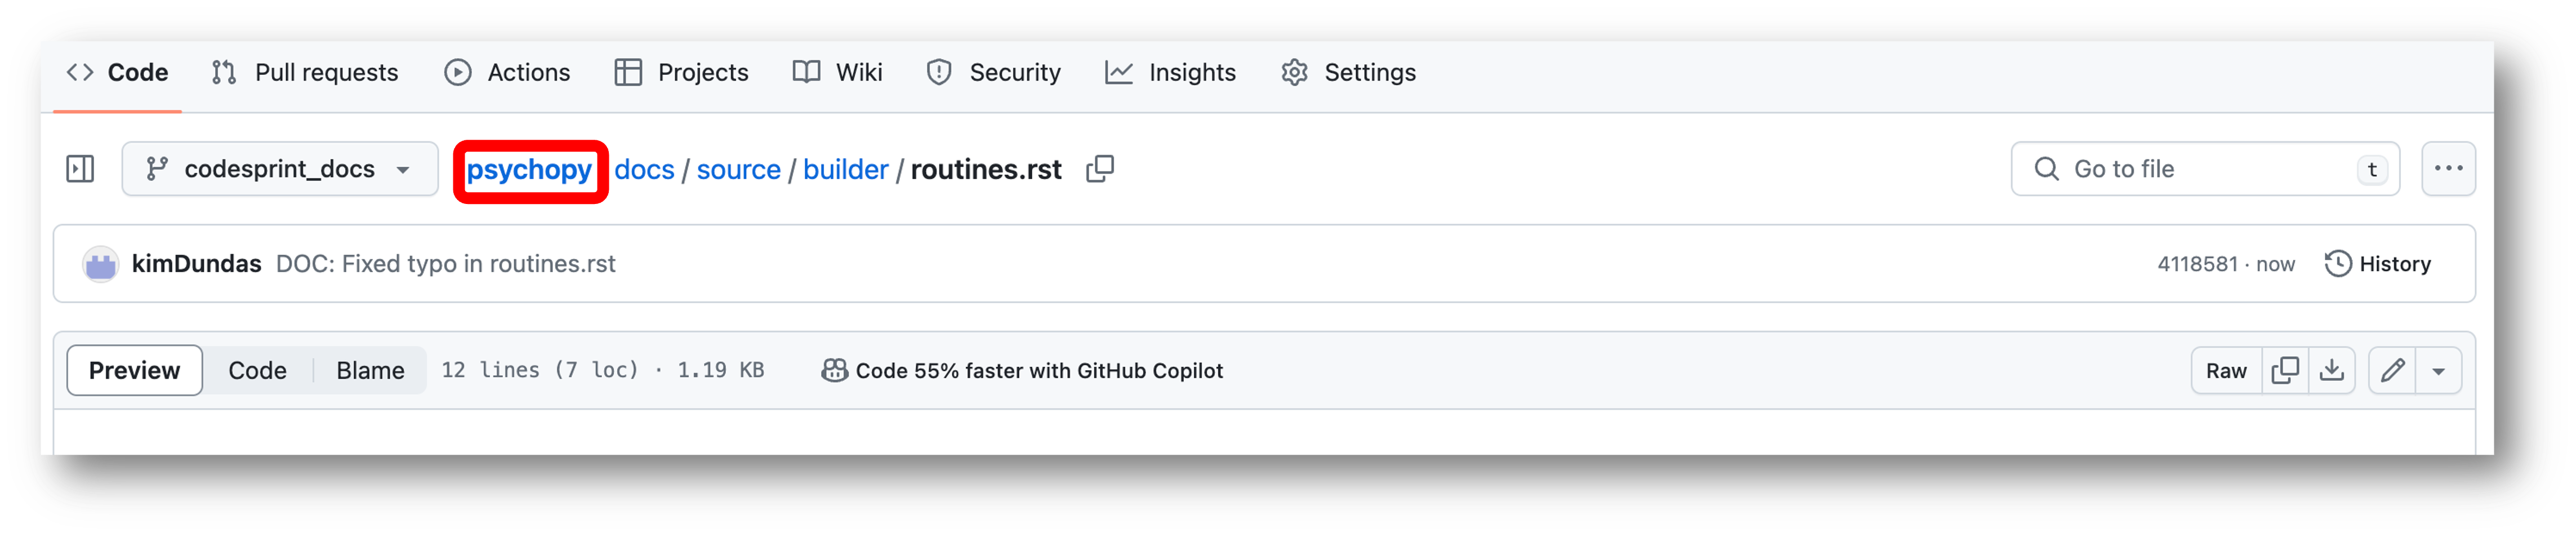 Code Pull requests Actions Projects Wiki Security Insights Settings
codesprint_docs psychopy docs / source / builder / routines.rst Go to file t
kimDundas DOC: Fixed typo in routines.rst 4118581 · now History
Preview Code Blame 12 lines (7 loc) · 1.19 KB Code 55% faster with GitHub Copilot Raw